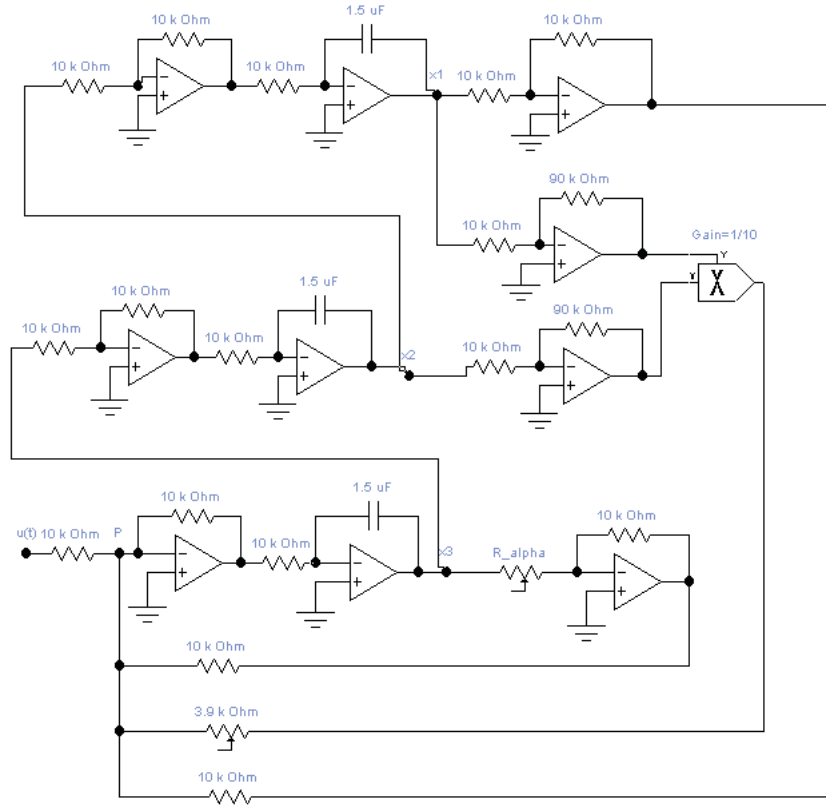 10 k Ohm
1.5 uF
10 k Ohm
10 k Ohm
10 k Ohm
x1
10 k Ohm
90 k Ohm
10 k Ohm
Gain=1/10
Y
Y
X
10 k Ohm
1.5 uF
90 k Ohm
10 k Ohm
10 k Ohm
x2
10 k Ohm
1.5 uF
10 k Ohm
10 k Ohm
u(t)
10 k Ohm
P
10 k Ohm
x3
R_alpha
10 k Ohm
3.9 k Ohm
10 k Ohm